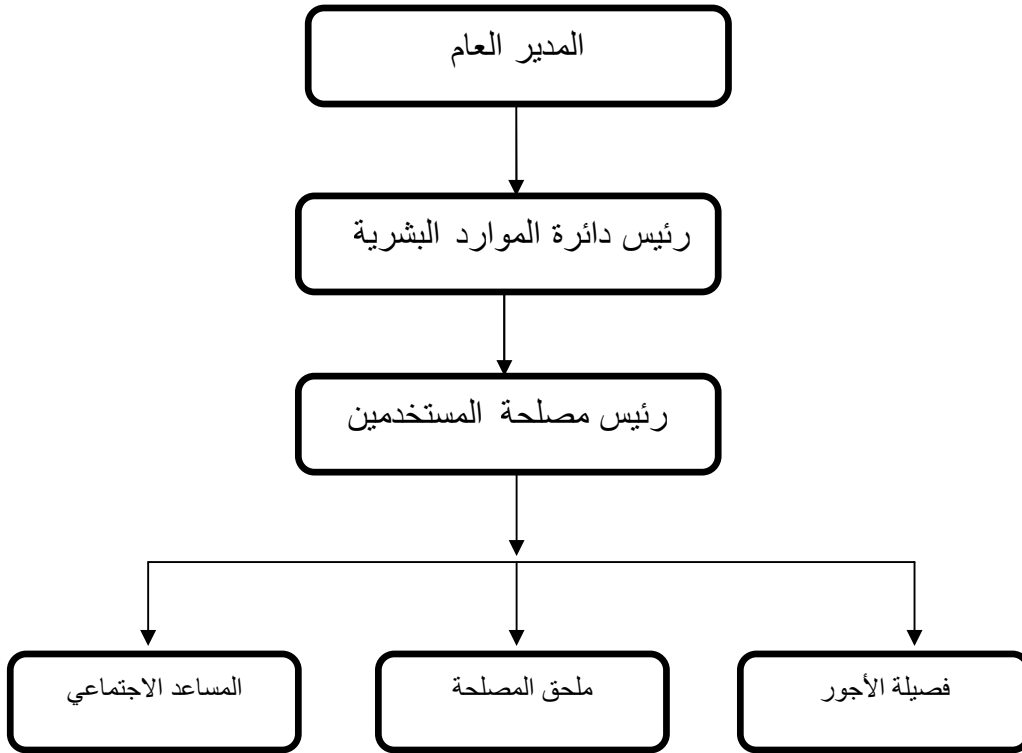 المدير العام
رئيس دائرة الموارد البشرية
رئيس مصلحة المستخدمين
فصيلة الأجور
ملحق المصلحة
المساعد الاجتماعي